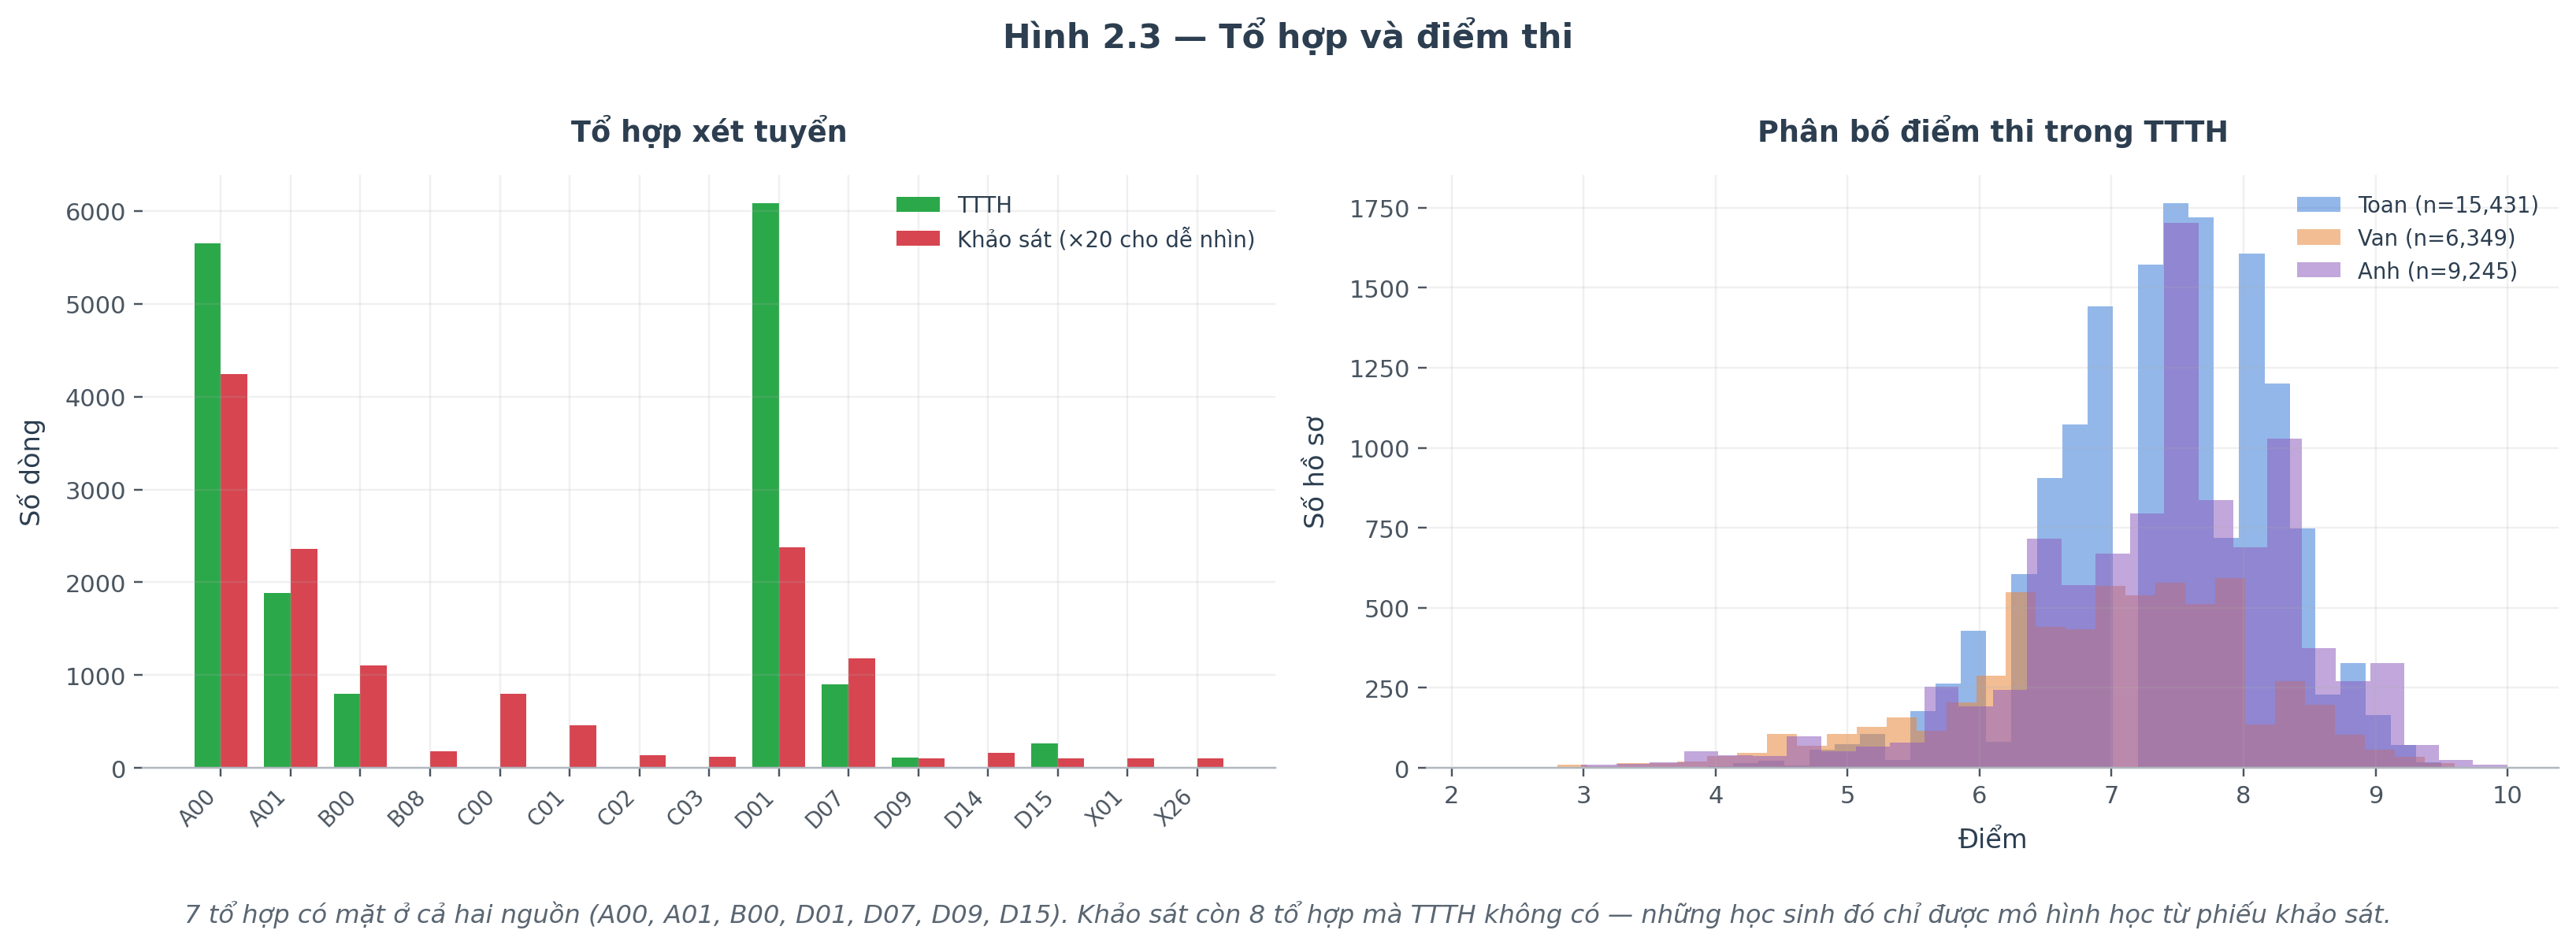 Hình 2.3 — Tổ hợp và điểm thi
Tổ hợp xét tuyển
Số dòng
6000
5000
4000
3000
2000
1000
0
TTTH
Khảo sát (×20 cho dễ nhìn)
A00
A01
B00
B08
C00
C01
C02
C03
D01
D07
D09
D14
D15
X01
X26
Phân bố điểm thi trong TTTH
Số hồ sơ
1750
1500
1250
1000
750
500
250
0
Toan (n=15,431)
Van (n=6,349)
Anh (n=9,245)
2
3
4
5
6
7
8
9
10
Điểm
7 tổ hợp có mặt ở cả hai nguồn (A00, A01, B00, D01, D07, D09, D15). Khảo sát còn 8 tổ hợp mà TTTH không có — những học sinh đó chỉ được mô hình học từ phiếu khảo sát.